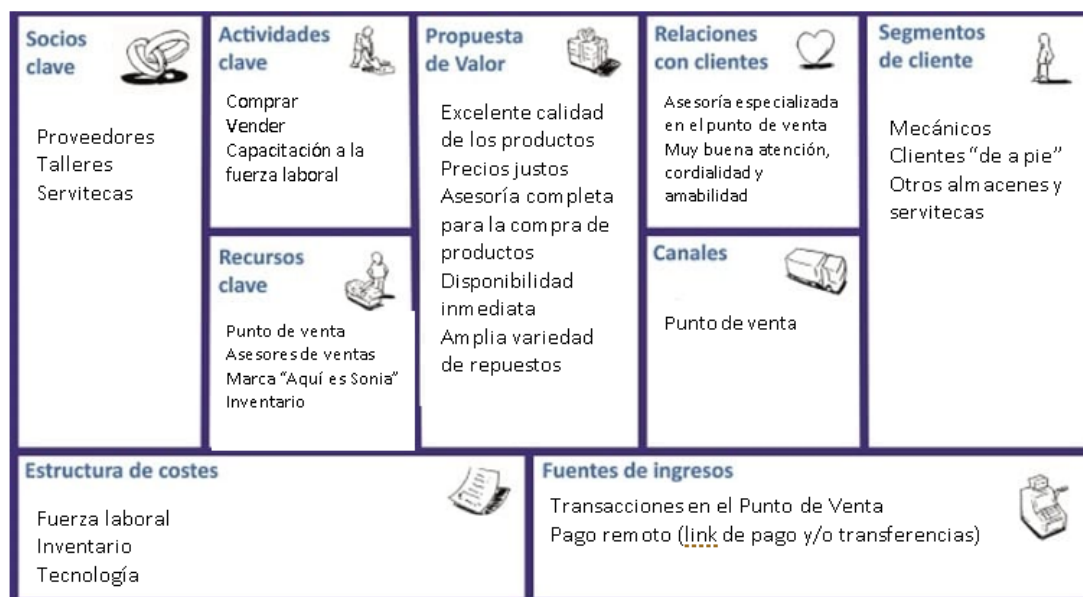 Socios
clave
Proveedores
Talleres
Servitecas
Actividades
clave
Comprar
Vender
Capacitación a la
fuerza laboral
Recursos
clave
Punto de venta
Asesores de ventas
Marca “Aquí es Sonia”
Inventario
Propuesta
de Valor
Excelente calidad
de los productos
Precios justos
Asesoría completa
para la compra de
productos
Disponibilidad
inmediata
Amplia variedad
de repuestos
Relaciones
con clientes
Asesoría especializada
en el punto de venta
Muy buena atención,
cordialidad y
amabilidad
Canales
Punto de venta
Segmentos
de cliente
Mecánicos
Clientes “de a pie”
Otros almacenes y
servitecas
Estructura de costes
Fuerza laboral
Inventario
Tecnología
Fuentes de ingresos
Transacciones en el Punto de Venta
Pago remoto (link de pago y/o transferencias)